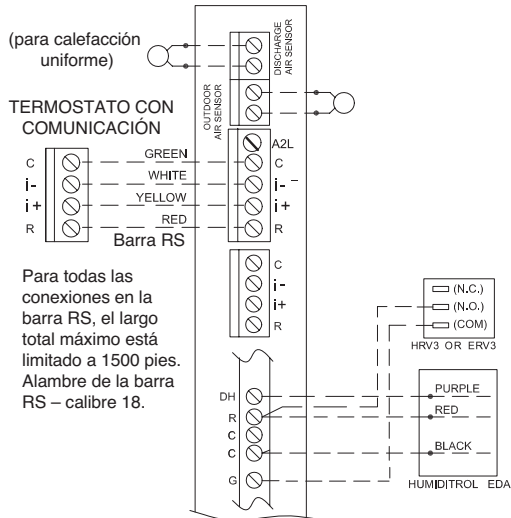 (para calefacción
uniforme)
DISCHARGE
AIR SENSOR
OUTDOOR
AIR SENSOR
TERMOSTATO CON
COMUNICACIÓN
A2L
C GREEN C
i- WHITE i-
i+ YELLOW i+
R RED R
Barra RS
Para todas las
conexiones en la
barra RS, el largo
total máximo está
limitado a 1500 pies.
Alambre de la barra
RS – calibre 18.
C
i-
i+
R
(N.C.)
(N.O.)
(COM)
HRV3 OR ERV3
DH
R
C
C
G
PURPLE
RED
BLACK
HUMIDITROL EDA